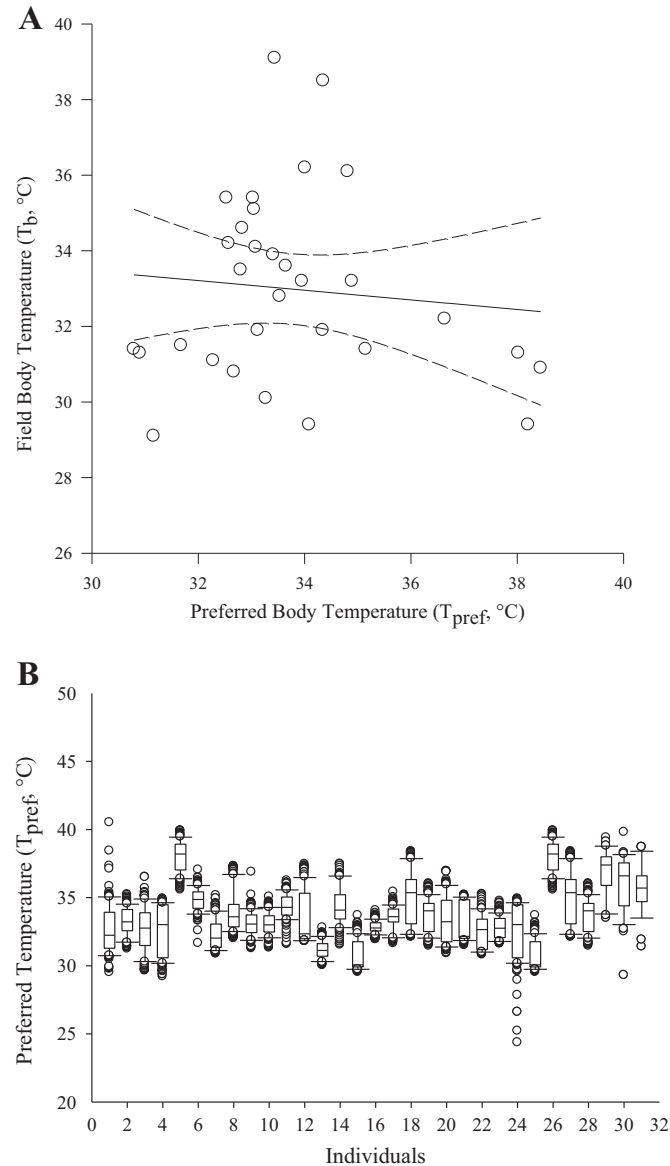 A
40
38
36
34
32
30
28
26
30 32 34 36 38 40
Field Body Temperature (Tb, °C)
Preferred Body Temperature (Tpref, °C)
B
50
45
40
35
30
25
20
0 2 4 6 8 10 12 14 16 18 20 22 24 26 28 30 32
Preferred Temperature (Tpref, °C)
Individuals